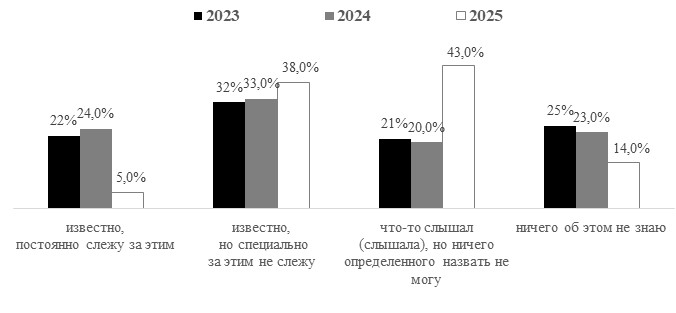 2023 2024 2025
22% 24,0% 5,0%
32% 33,0% 38,0%
21% 20,0% 43,0%
25% 23,0% 14,0%
известно,
постоянно слежу за этим
известно,
но специально
за этим не слежу
что-то слышал
(слышала), но ничего
определенного назвать не
могу
ничего об этом не знаю